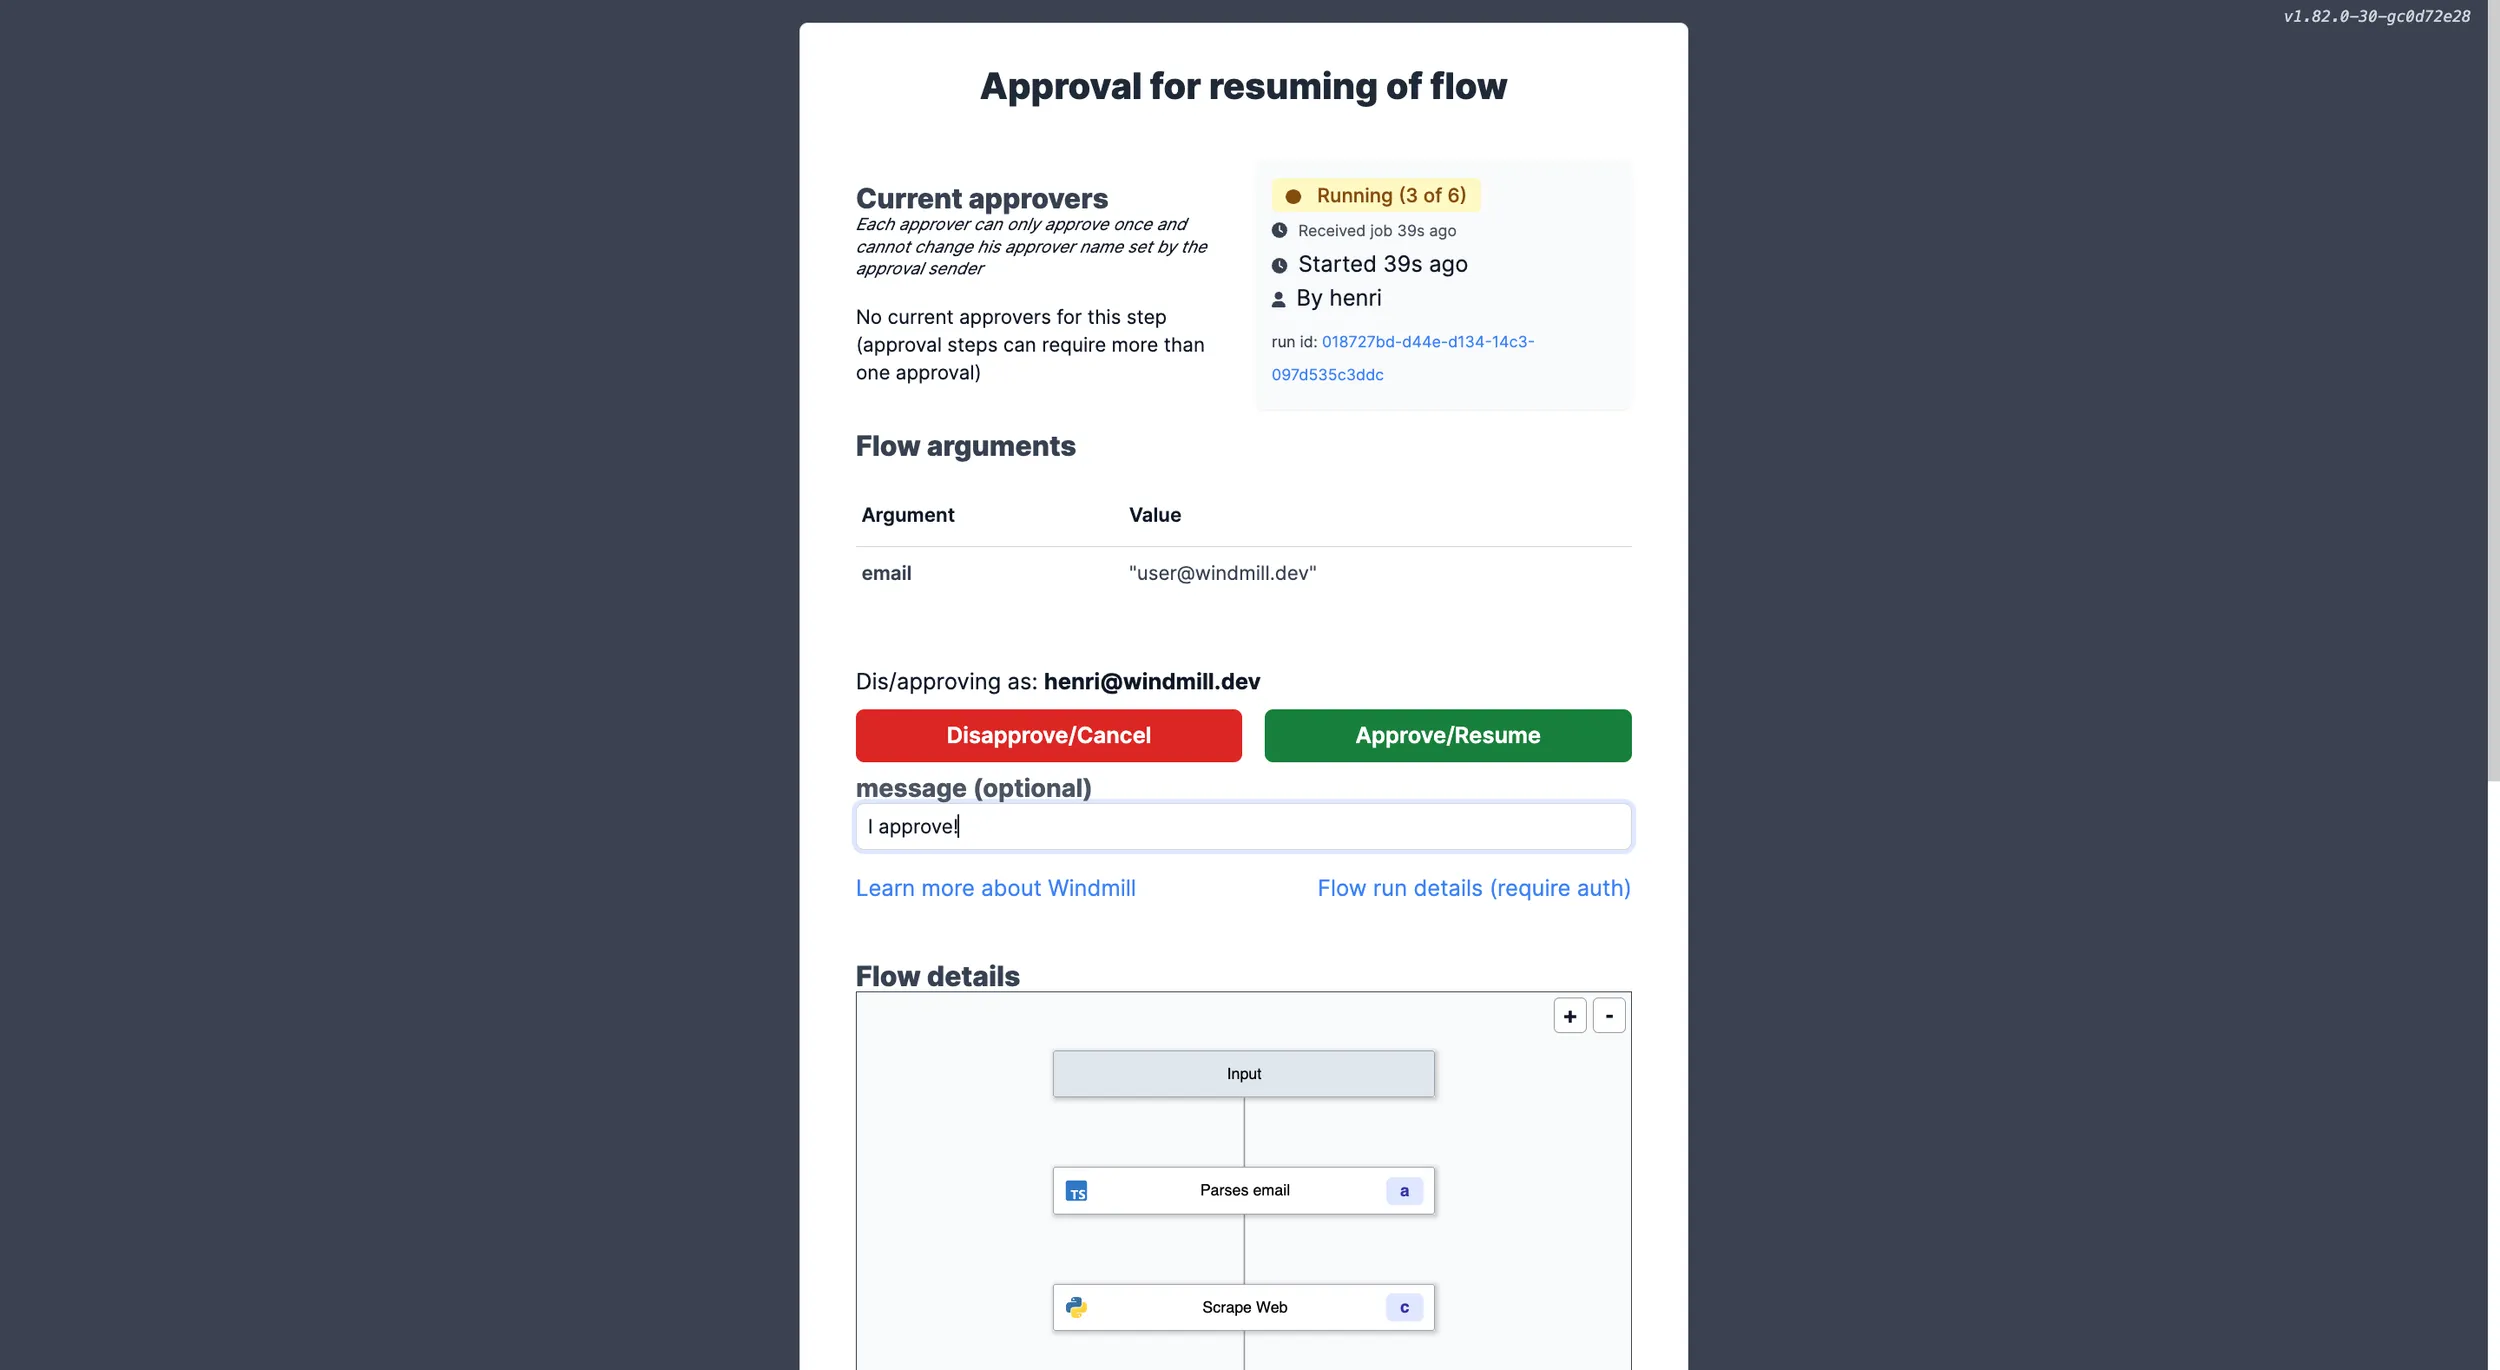 v1.82.0-30-gc0d72e28
Approval for resuming of flow
Current approvers
Each approver can only approve once and
cannot change his approver name set by the
approval sender
No current approvers for this step
(approval steps can require more than
one approval)
Running (3 of 6)
Received job 39s ago
Started 39s ago
By henri
run id: 018727bd-d44e-d134-14c3-
097d535c3ddc
Flow arguments
Argument Value
email "user@windmill.dev"
Dis/approving as: henri@windmill.dev
Disapprove/Cancel Approve/Resume
message (optional)
I approve!
Learn more about Windmill Flow run details (require auth)
Flow details
+ -
Input
TS Parses email a
Scrape Web c